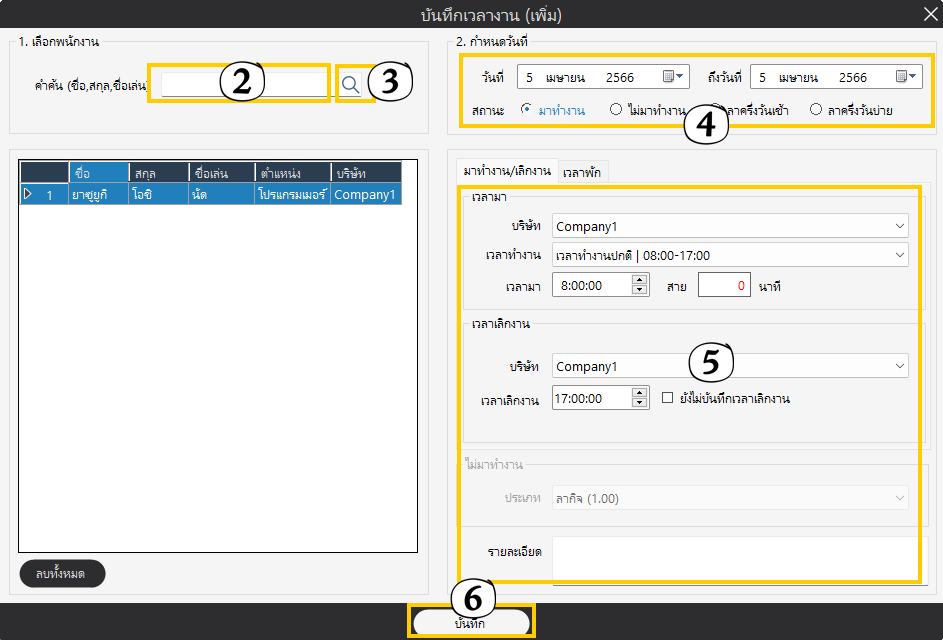 บันทึกเวลางาน (เพิ่ม)
1. เลือกพนักงาน
คำค้น (ชื่อ,สกุล,ชื่อเล่น)
2
3
ชื่อ สกุล ชื่อเล่น ตำแหน่ง บริษัท
1 ยาซูยูกิ โอชิ นัด โปรแกรมเมอร์ Company1
ลบทั้งหมด
2. กำหนดวันที่
วันที่ 5 เมษายน 2566 ถึงวันที่ 5 เมษายน 2566
สถานะ มาทำงาน ไม่มาทำงาน ลาครึ่งวันเช้า ลาครึ่งวันบ่าย
4
มาทำงาน/เลิกงาน เวลาพัก
เวลามา
บริษัท Company1
เวลาทำงาน เวลาทำงานปกติ | 08:00-17:00
เวลามา 8:00:00 สาย 0 นาที
เวลาเลิกงาน
บริษัท Company1
5
เวลาเลิกงาน 17:00:00 ยังไม่บันทึกเวลาเลิกงาน
ไม่มาทำงาน
ประเภท ลากิจ (1.00)
รายละเอียด
6
บันทึก